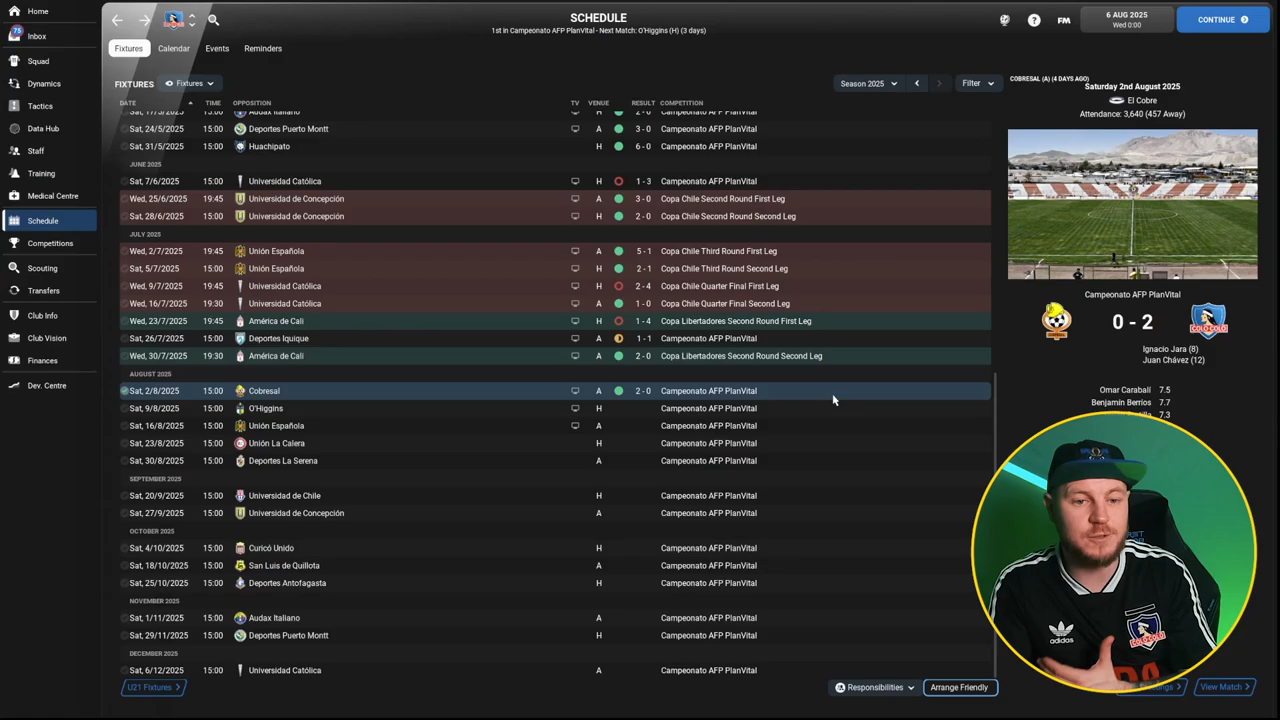 Home
75
Inbox
Squad
Dynamics
Tactics
Data Hub
Staff
Training
Medical Centre
Schedule
Competitions
Scouting
Transfers
Club Info
Club Vision
Finances
Dev. Centre
SCHEDULE
1st in Campeonato AFP PlanVital - Next Match: O'Higgins (H) (3 days)
FM
6 AUG 2025
Wed 0:00
CONTINUE
Fixtures Calendar Events Reminders
FIXTURES Fixtures Season 2025 Filter
DATE TIME OPPOSITION TV VENUE RESULT COMPETITION
Sat, 17/5/2025 15:00 Audax Italiano H 2 - 0 Campeonato AFP PlanVital
Sat, 24/5/2025 15:00 Deportes Puerto Montt A 3 - 0 Campeonato AFP PlanVital
Sat, 31/5/2025 15:00 Huachipato H 6 - 0 Campeonato AFP PlanVital
JUNE 2025
Sat, 7/6/2025 15:00 Universidad Católica H 1 - 3 Campeonato AFP PlanVital
Wed, 25/6/2025 19:45 Universidad de Concepción A 3 - 0 Copa Chile Second Round First Leg
Sat, 28/6/2025 15:00 Universidad de Concepción H 2 - 0 Copa Chile Second Round Second Leg
JULY 2025
Wed, 2/7/2025 19:45 Unión Española A 5 - 1 Copa Chile Third Round First Leg
Sat, 5/7/2025 15:00 Unión Española H 2 - 1 Copa Chile Third Round Second Leg
Wed, 9/7/2025 19:45 Universidad Católica H 2 - 4 Copa Chile Quarter Final First Leg
Wed, 16/7/2025 19:30 Universidad Católica A 1 - 0 Copa Chile Quarter Final Second Leg
Wed, 23/7/2025 19:45 América de Cali H 1 - 4 Copa Libertadores Second Round First Leg
Sat, 26/7/2025 15:00 Deportes Iquique A 1 - 1 Campeonato AFP PlanVital
Wed, 30/7/2025 19:30 América de Cali A 2 - 0 Copa Libertadores Second Round Second Leg
AUGUST 2025
Sat, 2/8/2025 15:00 Cobresal A 2 - 0 Campeonato AFP PlanVital
Sat, 9/8/2025 15:00 O'Higgins H Campeonato AFP PlanVital
Sat, 16/8/2025 15:00 Unión Española A Campeonato AFP PlanVital
Sat, 23/8/2025 15:00 Unión La Calera H Campeonato AFP PlanVital
Sat, 30/8/2025 15:00 Deportes La Serena A Campeonato AFP PlanVital
SEPTEMBER 2025
Sat, 20/9/2025 15:00 Universidad de Chile H Campeonato AFP PlanVital
Sat, 27/9/2025 15:00 Universidad de Concepción A Campeonato AFP PlanVital
OCTOBER 2025
Sat, 4/10/2025 15:00 Curicó Unido H Campeonato AFP PlanVital
Sat, 18/10/2025 15:00 San Luis de Quillota A Campeonato AFP PlanVital
Sat, 25/10/2025 15:00 Deportes Antofagasta H Campeonato AFP PlanVital
NOVEMBER 2025
Sat, 1/11/2025 15:00 Audax Italiano A Campeonato AFP PlanVital
Sat, 29/11/2025 15:00 Deportes Puerto Montt H Campeonato AFP PlanVital
DECEMBER 2025
Sat, 6/12/2025 15:00 Universidad Católica A Campeonato AFP PlanVital
U21 Fixtures Responsibilities Arrange Friendly View Match
COBRESAL (A) (4 DAYS AGO)
Saturday 2nd August 2025
El Cobre
Attendance: 3,640 (457 Away)
Campeonato AFP PlanVital
0 - 2
COLO COLO
Ignacio Jara (8)
Juan Chávez (12)
Omar Carabalí 7.5
Benjamin Berríos 7.7
7.3
adidas
COLO COLO